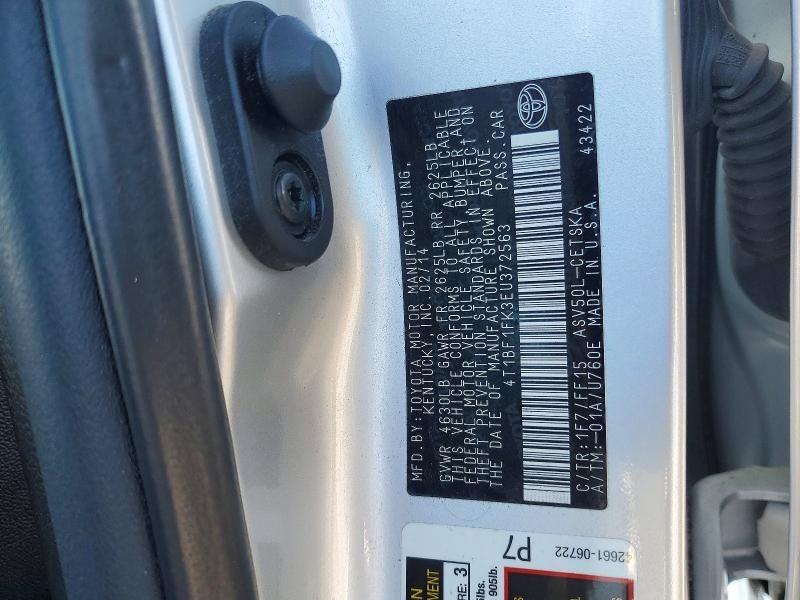 MFD. BY: TOYOTA MOTOR MANUFACTURING,
KENTUCKY, INC. 02/14
GVWR 4630LB GAWR FR 2625LB RR 2625LB
THIS VEHICLE CONFORMS TO ALL APPLICABLE
FEDERAL MOTOR VEHICLE SAFETY, BUMPER, AND
THEFT PREVENTION STANDARDS IN EFFECT ON
THE DATE OF MANUFACTURE SHOWN ABOVE.
4T1BF1FK3EU372563 PASS. CAR
C/TR: 1F7/FF15 ASV50L-CETSKA 43422
A/TM: -01A/U760E MADE IN U.S.A.
42661-06722
P7
RE: 3
905lb.